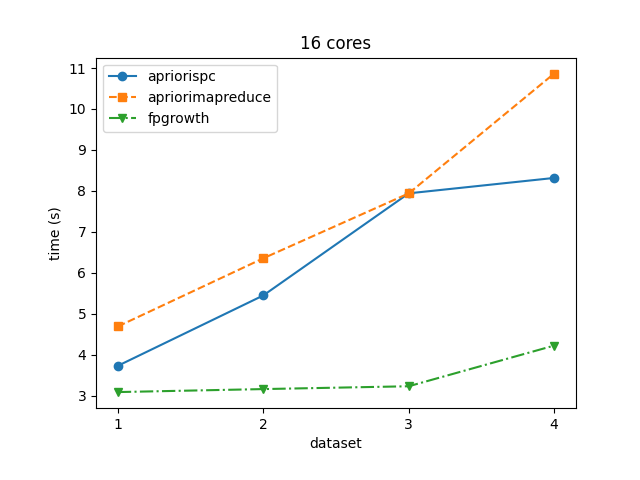 16 cores
apriorispc
apriorimapreduce
fpgrowth
11
10
9
8
7
6
5
4
3
time (s)
1 2 3 4
dataset